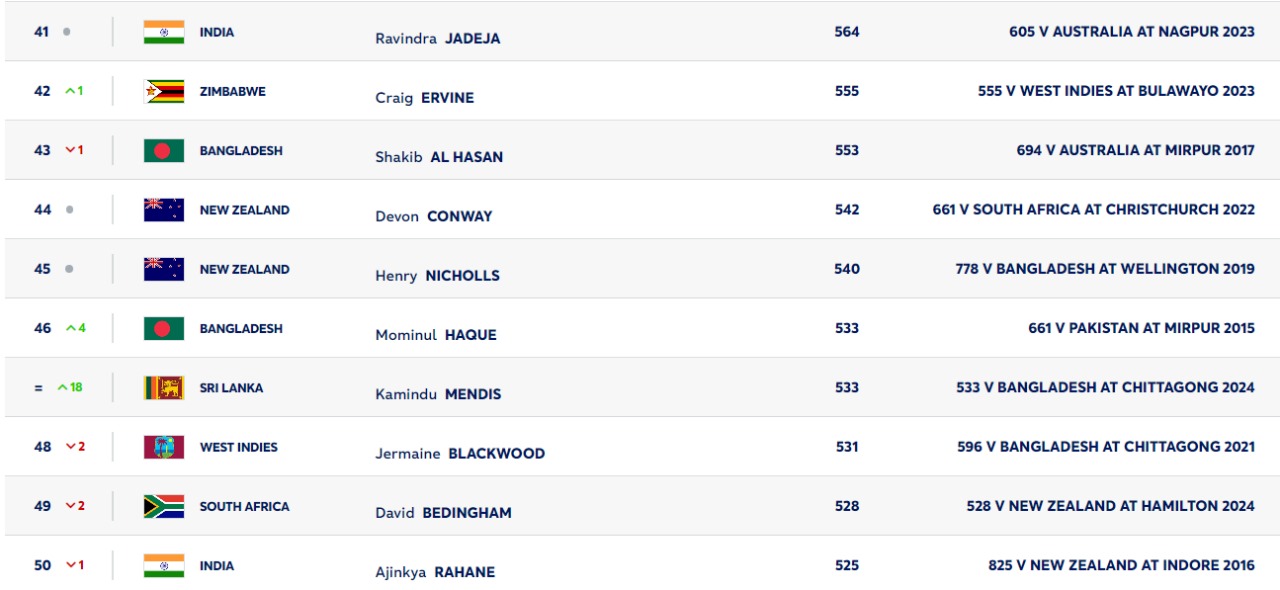 41 INDIA Ravindra JADEJA 564 605 V AUSTRALIA AT NAGPUR 2023
42 1 ZIMBABWE Craig ERVINE 555 555 V WEST INDIES AT BULAWAYO 2023
43 1 BANGLADESH Shakib AL HASAN 553 694 V AUSTRALIA AT MIRPUR 2017
44 NEW ZEALAND Devon CONWAY 542 661 V SOUTH AFRICA AT CHRISTCHURCH 2022
45 NEW ZEALAND Henry NICHOLLS 540 778 V BANGLADESH AT WELLINGTON 2019
46 4 BANGLADESH Mominul HAQUE 533 661 V PAKISTAN AT MIRPUR 2015
= 18 SRI LANKA Kamindu MENDIS 533 533 V BANGLADESH AT CHITTAGONG 2024
48 2 WEST INDIES Jermaine BLACKWOOD 531 596 V BANGLADESH AT CHITTAGONG 2021
49 2 SOUTH AFRICA David BEDINGHAM 528 528 V NEW ZEALAND AT HAMILTON 2024
50 1 INDIA Ajinkya RAHANE 525 825 V NEW ZEALAND AT INDORE 2016